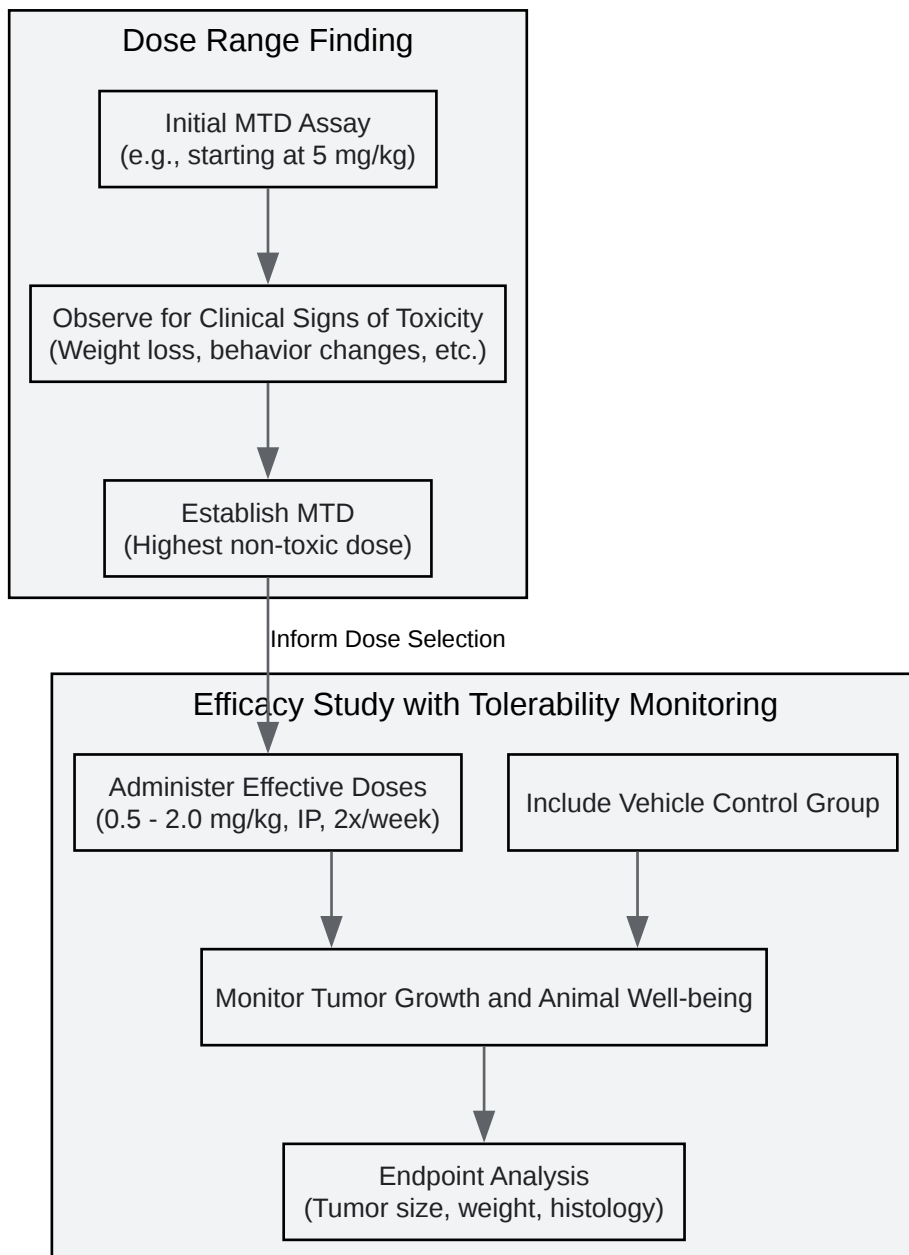 Dose Range Finding
Initial MTD Assay
(e.g., starting at 5 mg/kg)
Observe for Clinical Signs of Toxicity
(Weight loss, behavior changes, etc.)
Establish MTD
(Highest non-toxic dose)
Inform Dose Selection
Efficacy Study with Tolerability Monitoring
Administer Effective Doses
(0.5 - 2.0 mg/kg, IP, 2x/week)
Include Vehicle Control Group
Monitor Tumor Growth and Animal Well-being
Endpoint Analysis
(Tumor size, weight, histology)